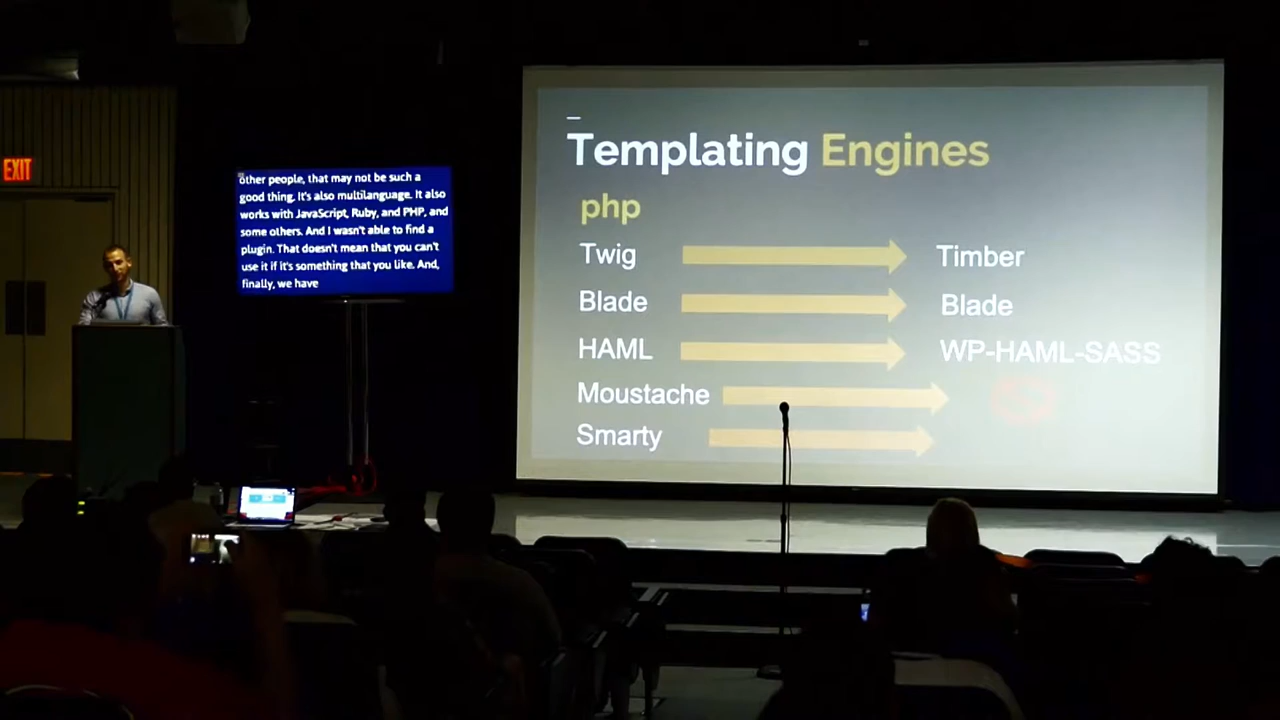 EXIT
other people, that may not be such a
good thing. It's also multilanguage. It also
works with JavaScript, Ruby, and PHP, and
some others. And I wasn't able to find a
plugin. That doesn't mean that you can't
use it if it's something that you like. And,
finally, we have
Templating Engines
php
Twig Timber
Blade Blade
HAML WP-HAML-SASS
Moustache
Smarty